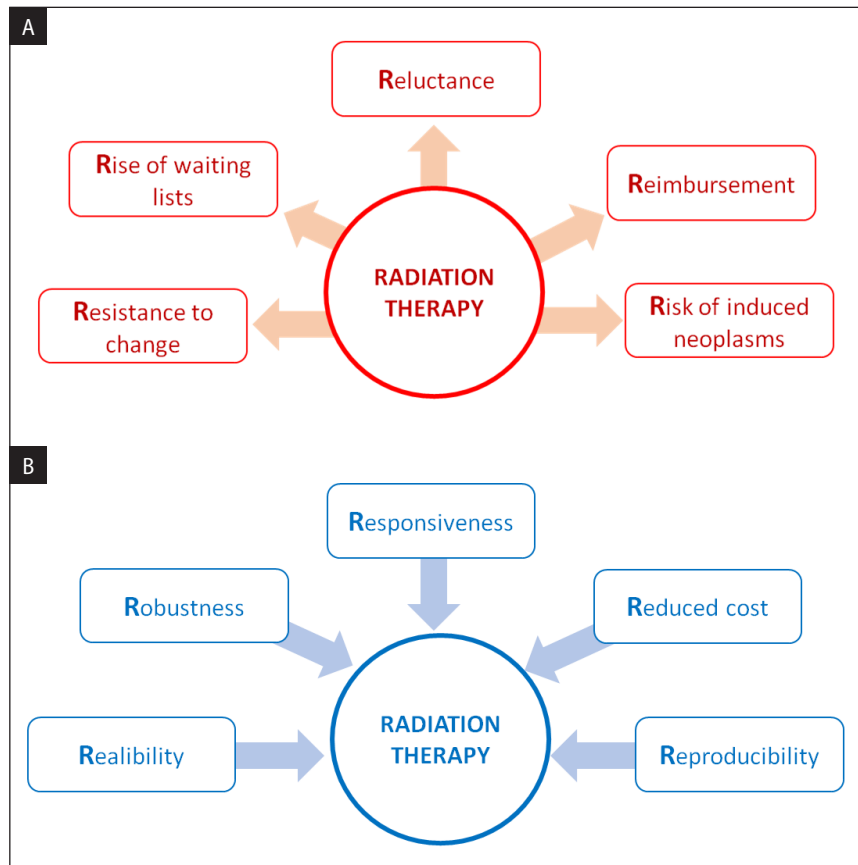 A
Reluctance
Rise of waiting
lists
Reimbursement
RADIATION
THERAPY
Resistance to
change
Risk of induced
neoplasms
B
Responsiveness
Robustness
Reduced cost
RADIATION
THERAPY
Realibility
Reproducibility